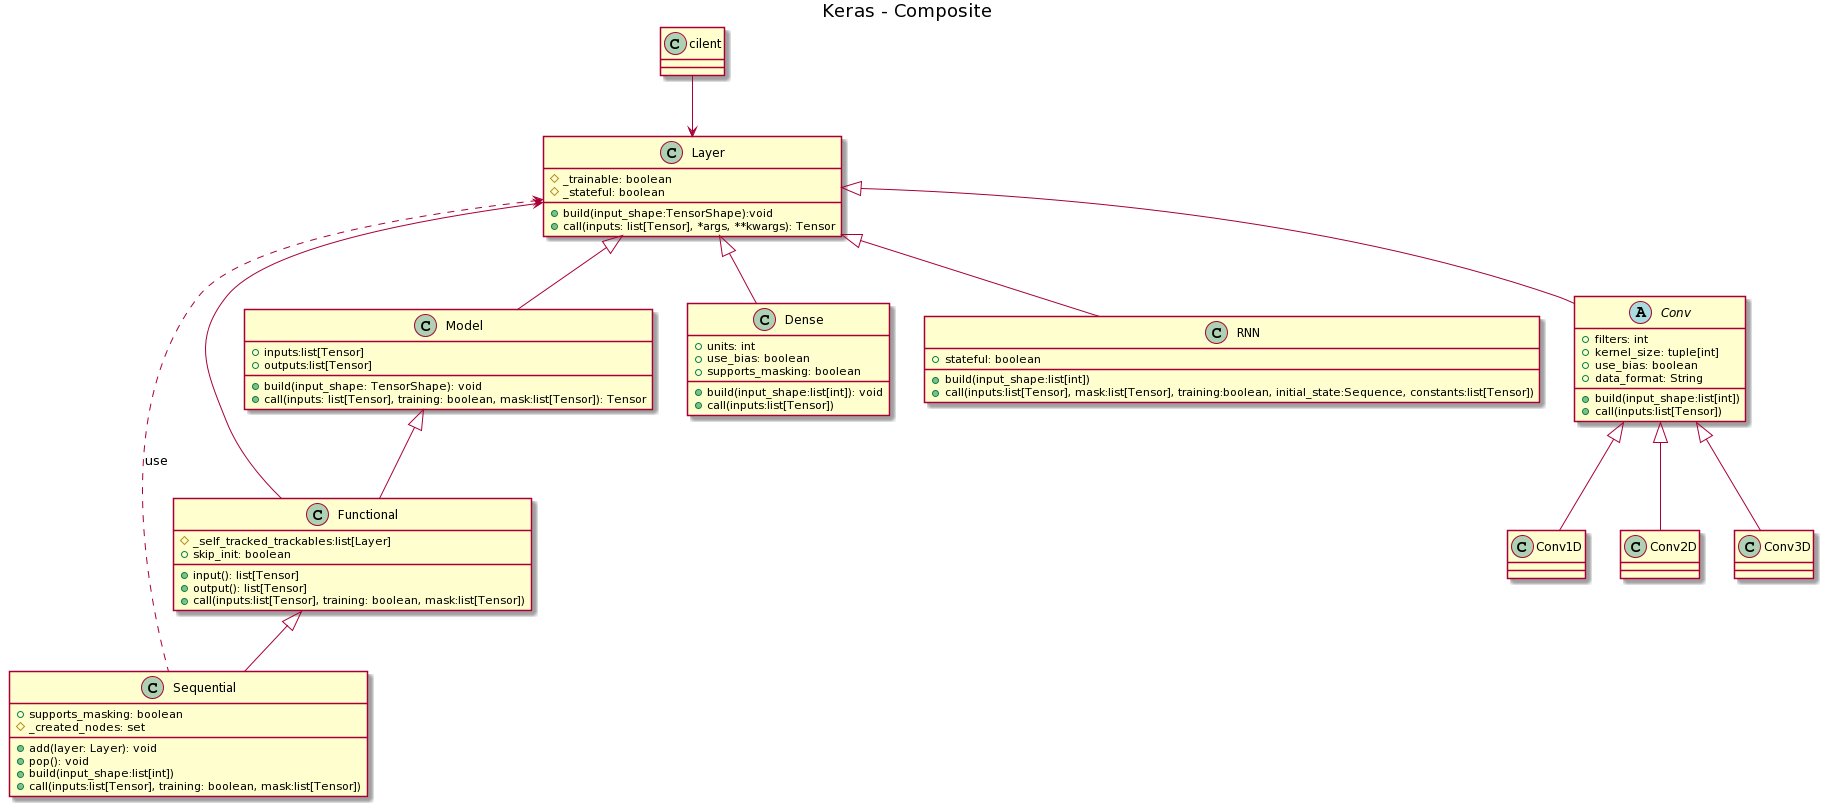 Keras - Composite
C cilent
C Layer
_trainable: boolean
_stateful: boolean
build(input_shape:TensorShape):void
call(inputs: list[Tensor], *args, **kwargs): Tensor
C Model
inputs:list[Tensor]
outputs:list[Tensor]
build(input_shape: TensorShape): void
call(inputs: list[Tensor], training: boolean, mask:list[Tensor]): Tensor
C Dense
units: int
use_bias: boolean
supports_masking: boolean
build(input_shape:list[int]): void
call(inputs:list[Tensor])
C RNN
stateful: boolean
build(input_shape:list[int])
call(inputs:list[Tensor], mask:list[Tensor], training:boolean, initial_state:Sequence, constants:list[Tensor])
A Conv
filters: int
kernel_size: tuple[int]
use_bias: boolean
data_format: String
build(input_shape:list[int])
call(inputs:list[Tensor])
use
C Functional
_self_tracked_trackables:list[Layer]
skip_init: boolean
input(): list[Tensor]
output(): list[Tensor]
call(inputs:list[Tensor], training: boolean, mask:list[Tensor])
C Conv1D
C Conv2D
C Conv3D
C Sequential
supports_masking: boolean
_created_nodes: set
add(layer: Layer): void
pop(): void
build(input_shape:list[int])
call(inputs:list[Tensor], training: boolean, mask:list[Tensor])